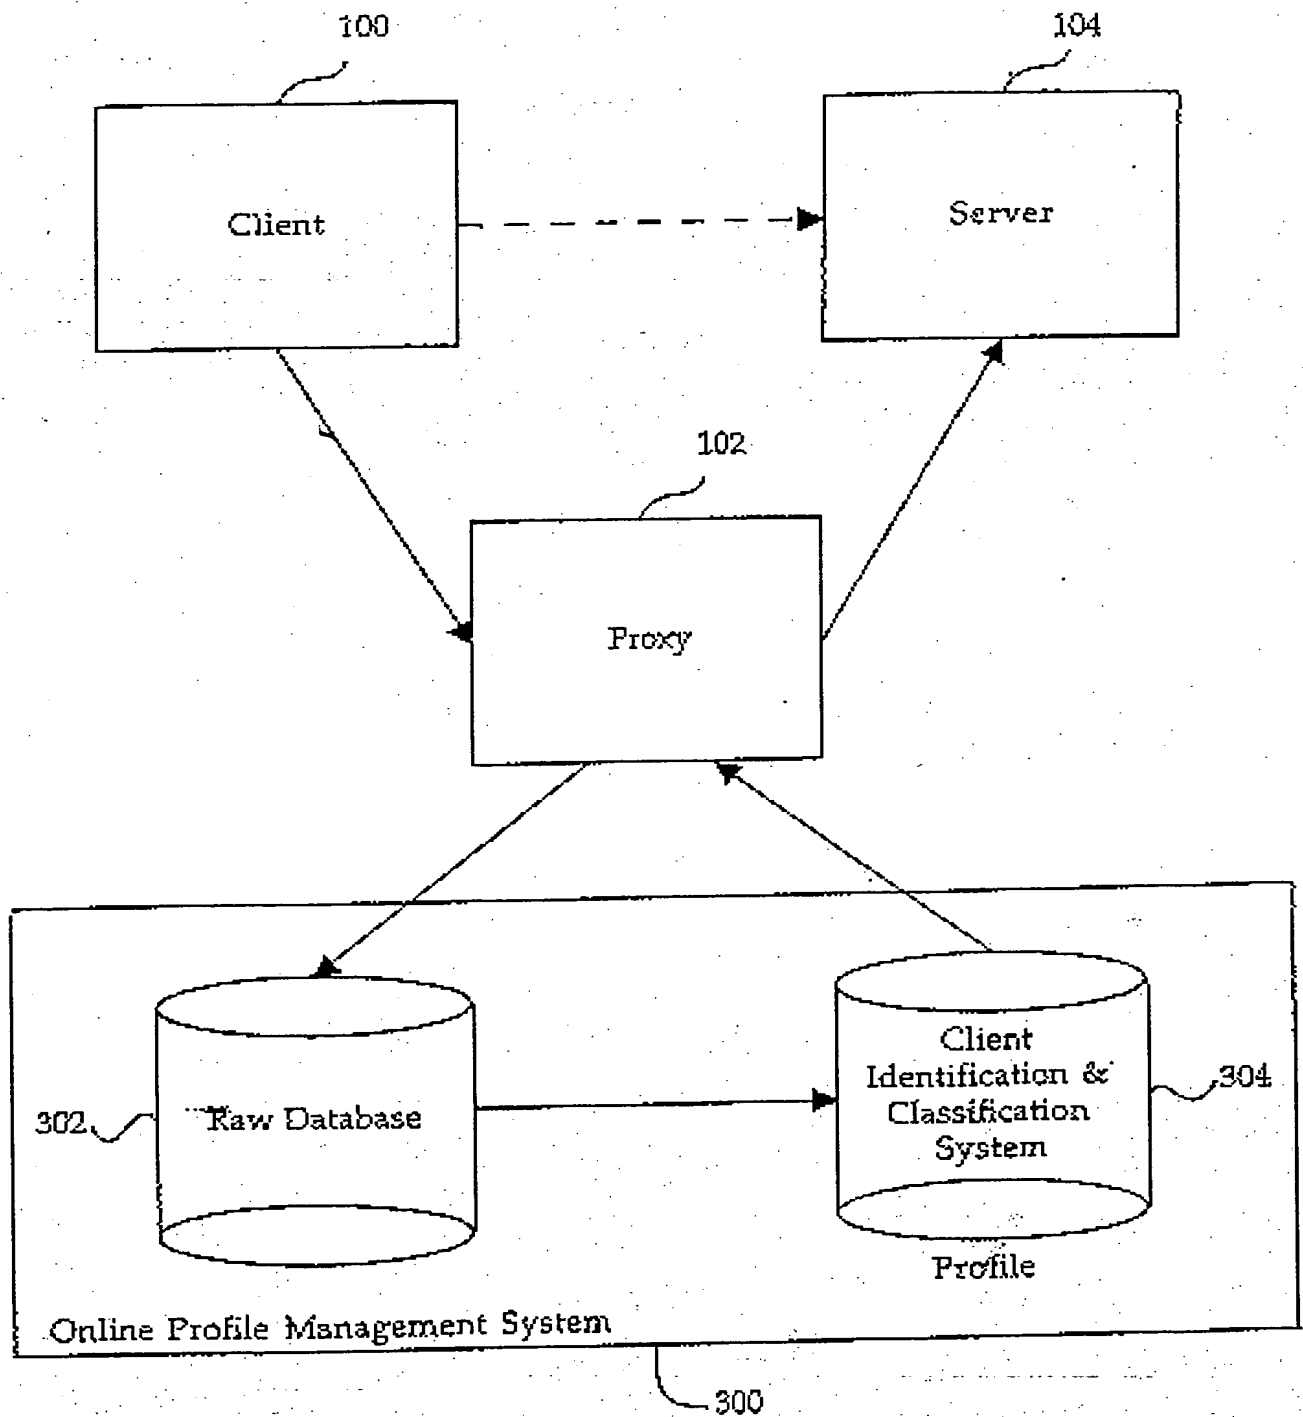 100
104
Client
Server
102
Proxy
Client
Identification &
Classification
System
304
302
Raw Database
Profile
Online Profile Management System
300